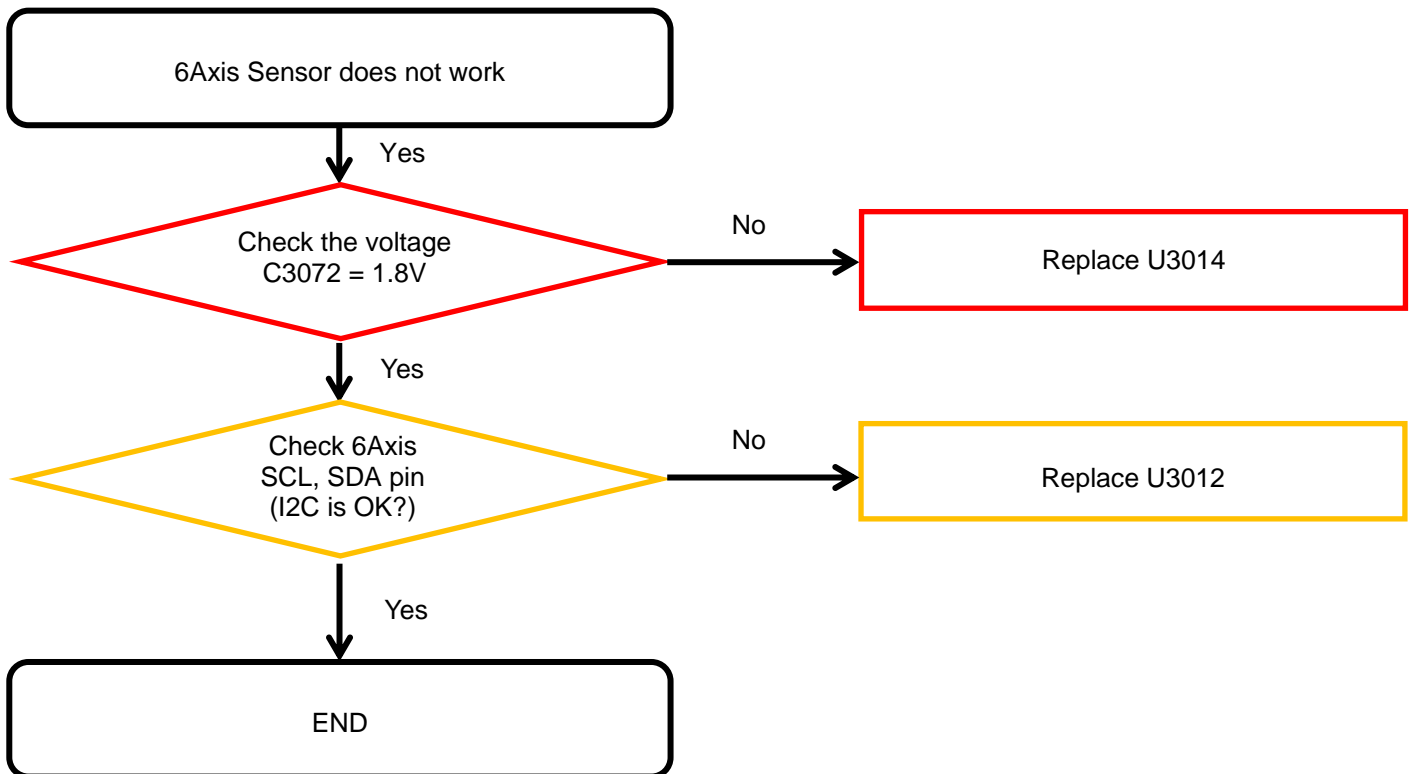 6Axis Sensor does not work
Yes
Check the voltage
C3072 = 1.8V
No
Replace U3014
Yes
Check 6Axis
SCL, SDA pin
(I2C is OK?)
No
Replace U3012
Yes
END